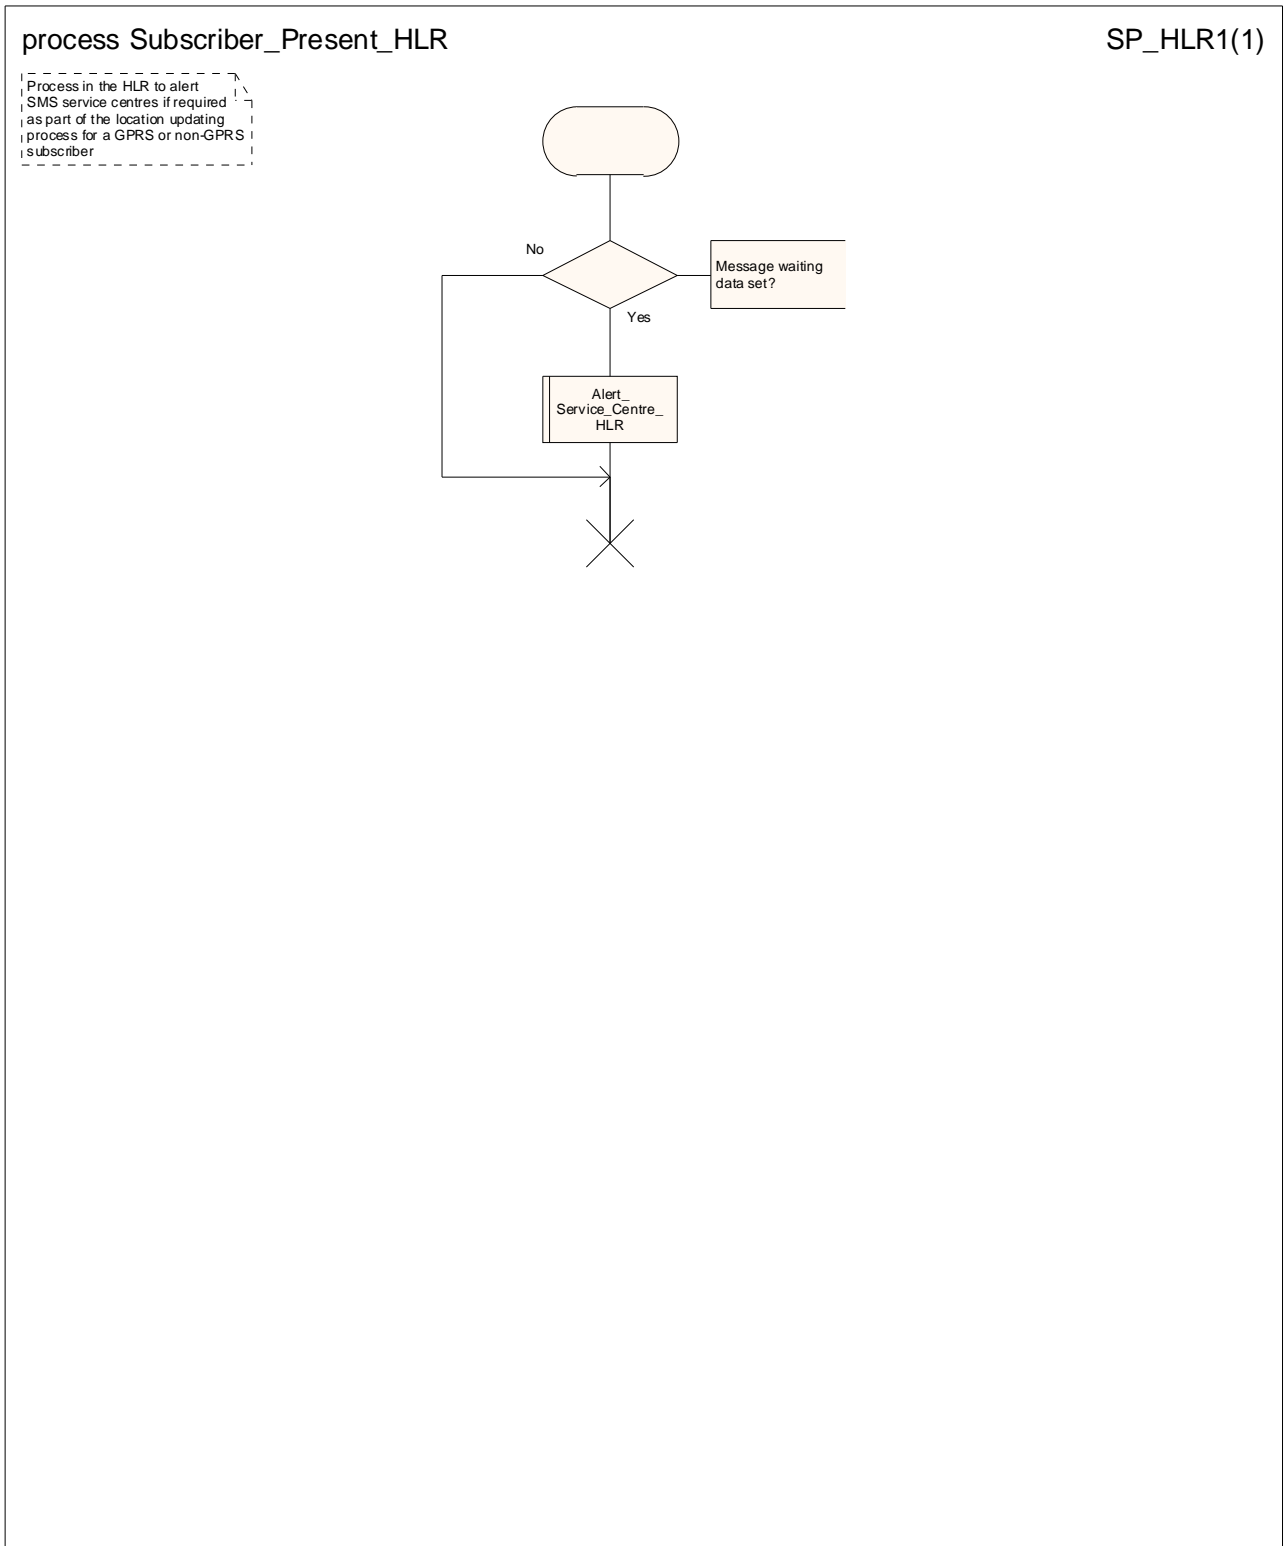 process Subscriber_Present_HLR
SP_HLR1(1)
Process in the HLR to alert
SMS service centres if required
as part of the location updating
process for a GPRS or non-GPRS
subscriber
No
Message waiting
data set?
Yes
Alert_
Service_Centre_
HLR